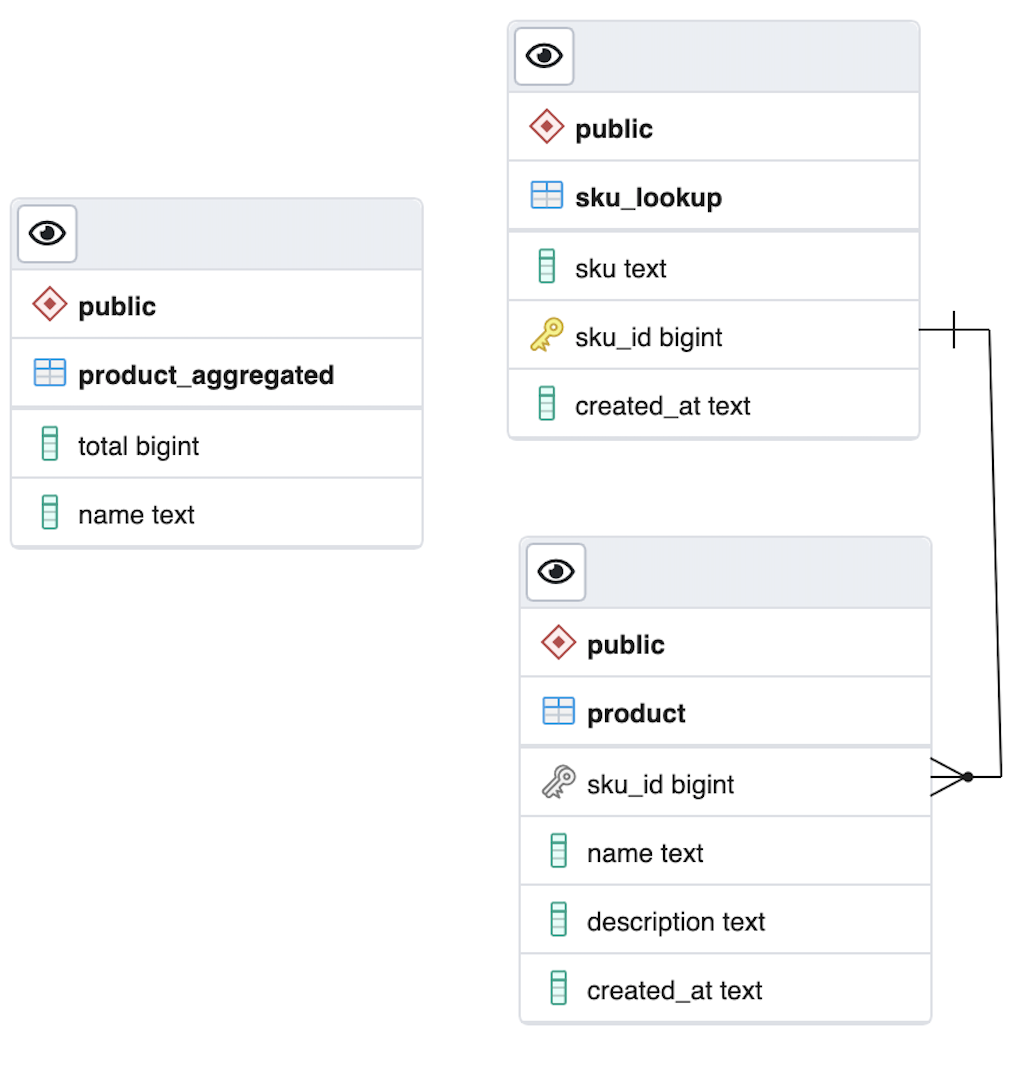 public
product_aggregated
total bigint
name text
public
sku_lookup
sku text
sku_id bigint
created_at text
public
product
sku_id bigint
name text
description text
created_at text